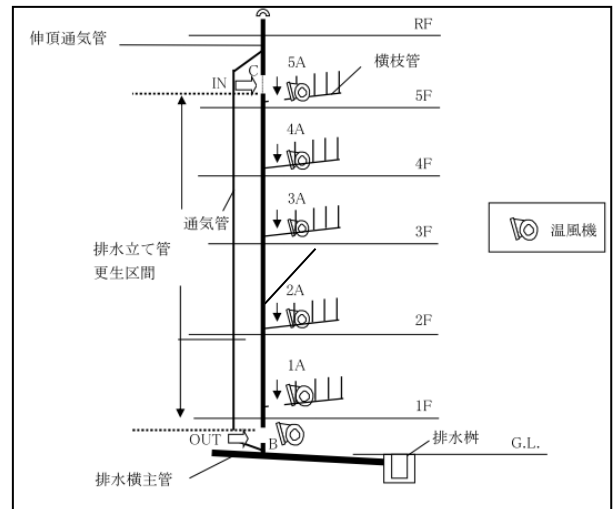 RF
伸頂通気管
C
5A
横枝管
IN
5F
4A
4F
3A
通気管
3F
温風機
排水立て管
更生区間
2A
2F
1A
1F
OUT
B
排水桝
G.L.
排水横主管